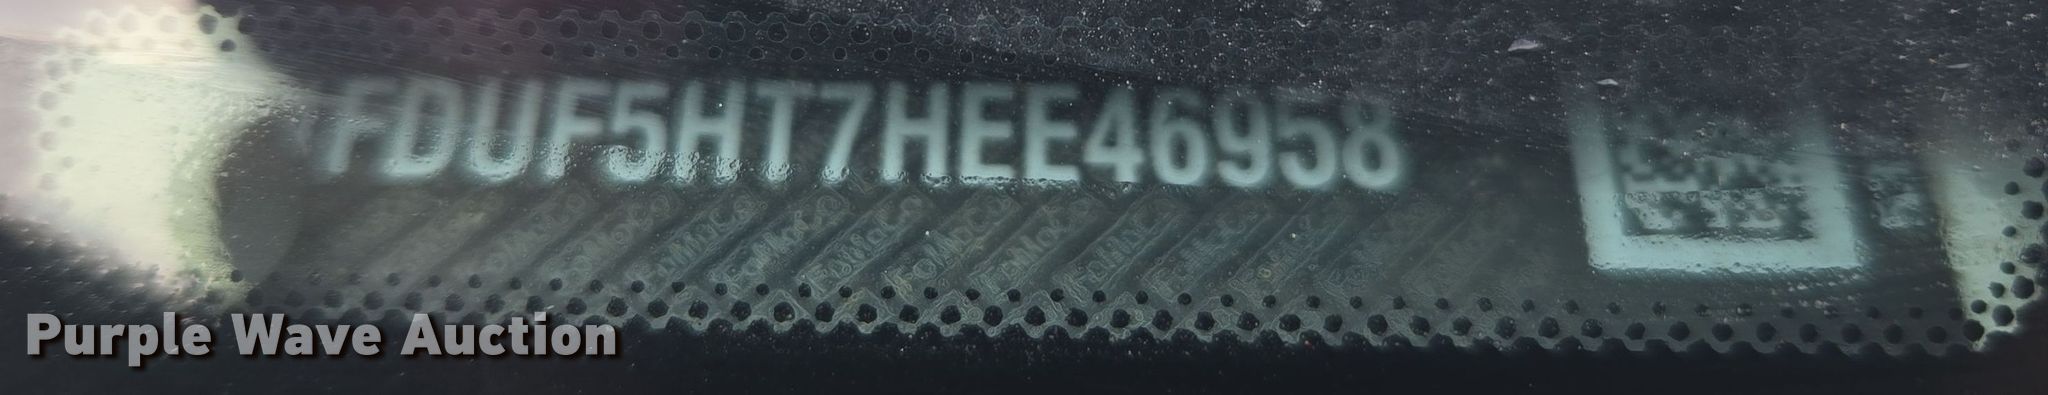 FDUF5HT7HEE46958
Purple Wave Auction